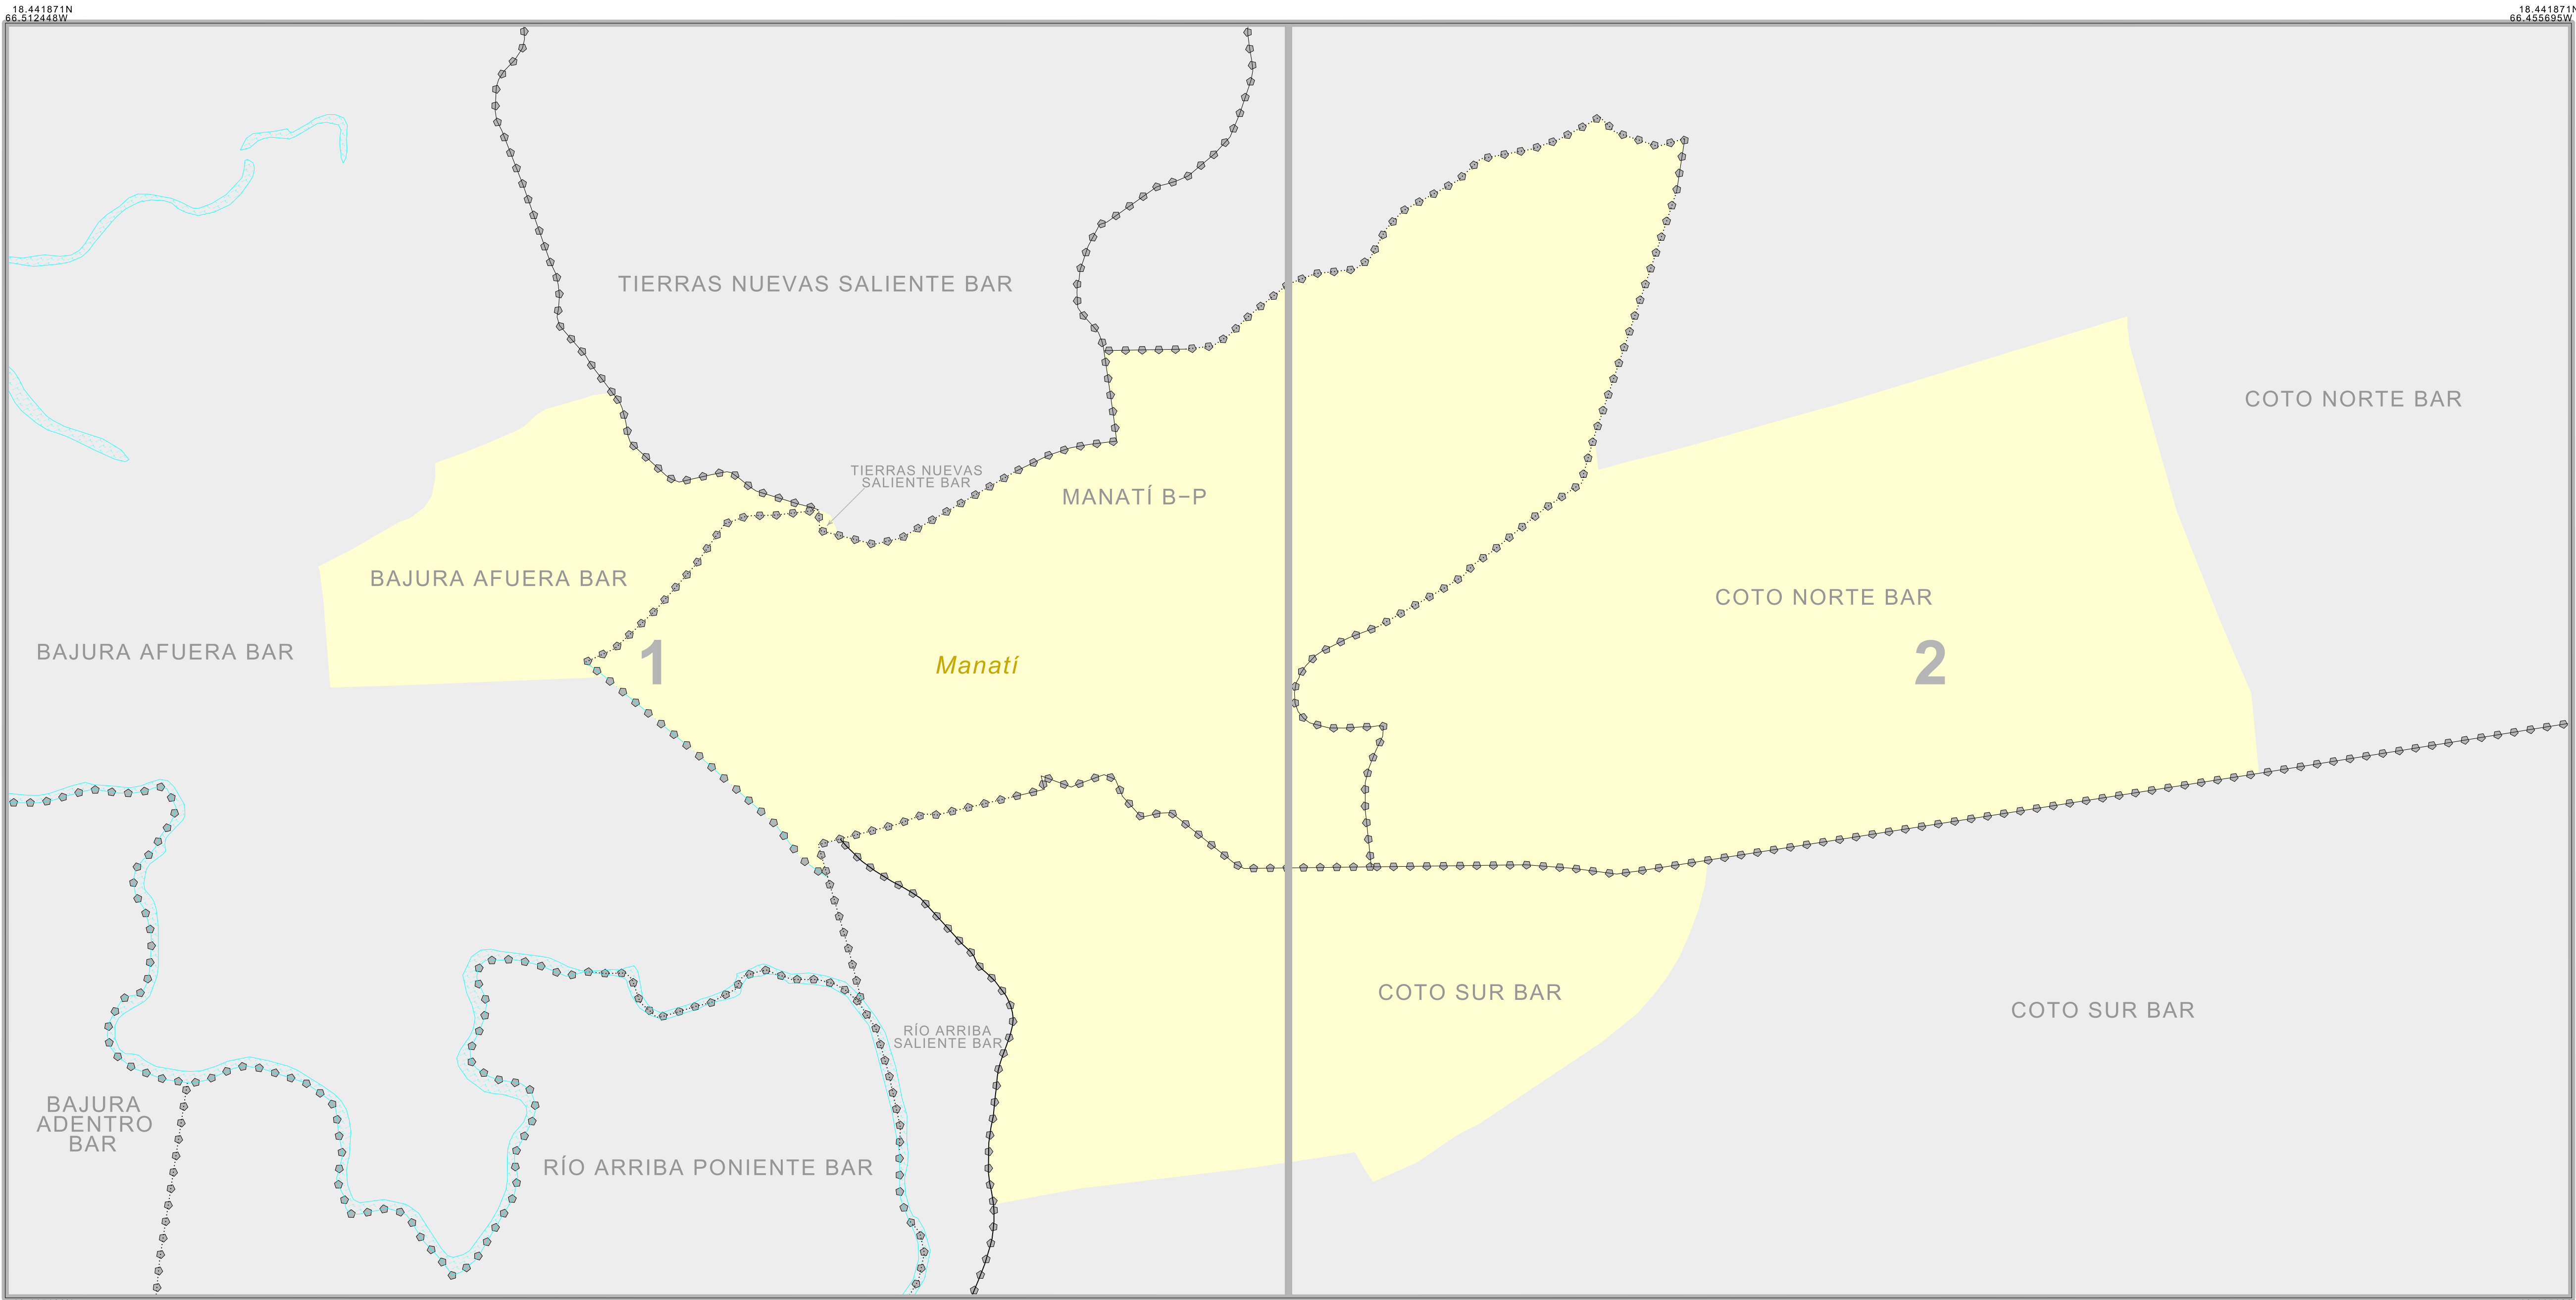 18.441871N
66.512448W
18.441871N
66.455695W
TIERRAS NUEVAS SALIENTE BAR
COTO NORTE BAR
TIERRAS NUEVAS
SALIENTE BAR
MANATÍ B-P
BAJURA AFUERA BAR
COTO NORTE BAR
BAJURA AFUERA BAR
1
Manatí
2
COTO SUR BAR
COTO SUR BAR
RÍO ARRIBA
SALIENTE BAR
BAJURA
ADENTRO
BAR
RÍO ARRIBA PONIENTE BAR